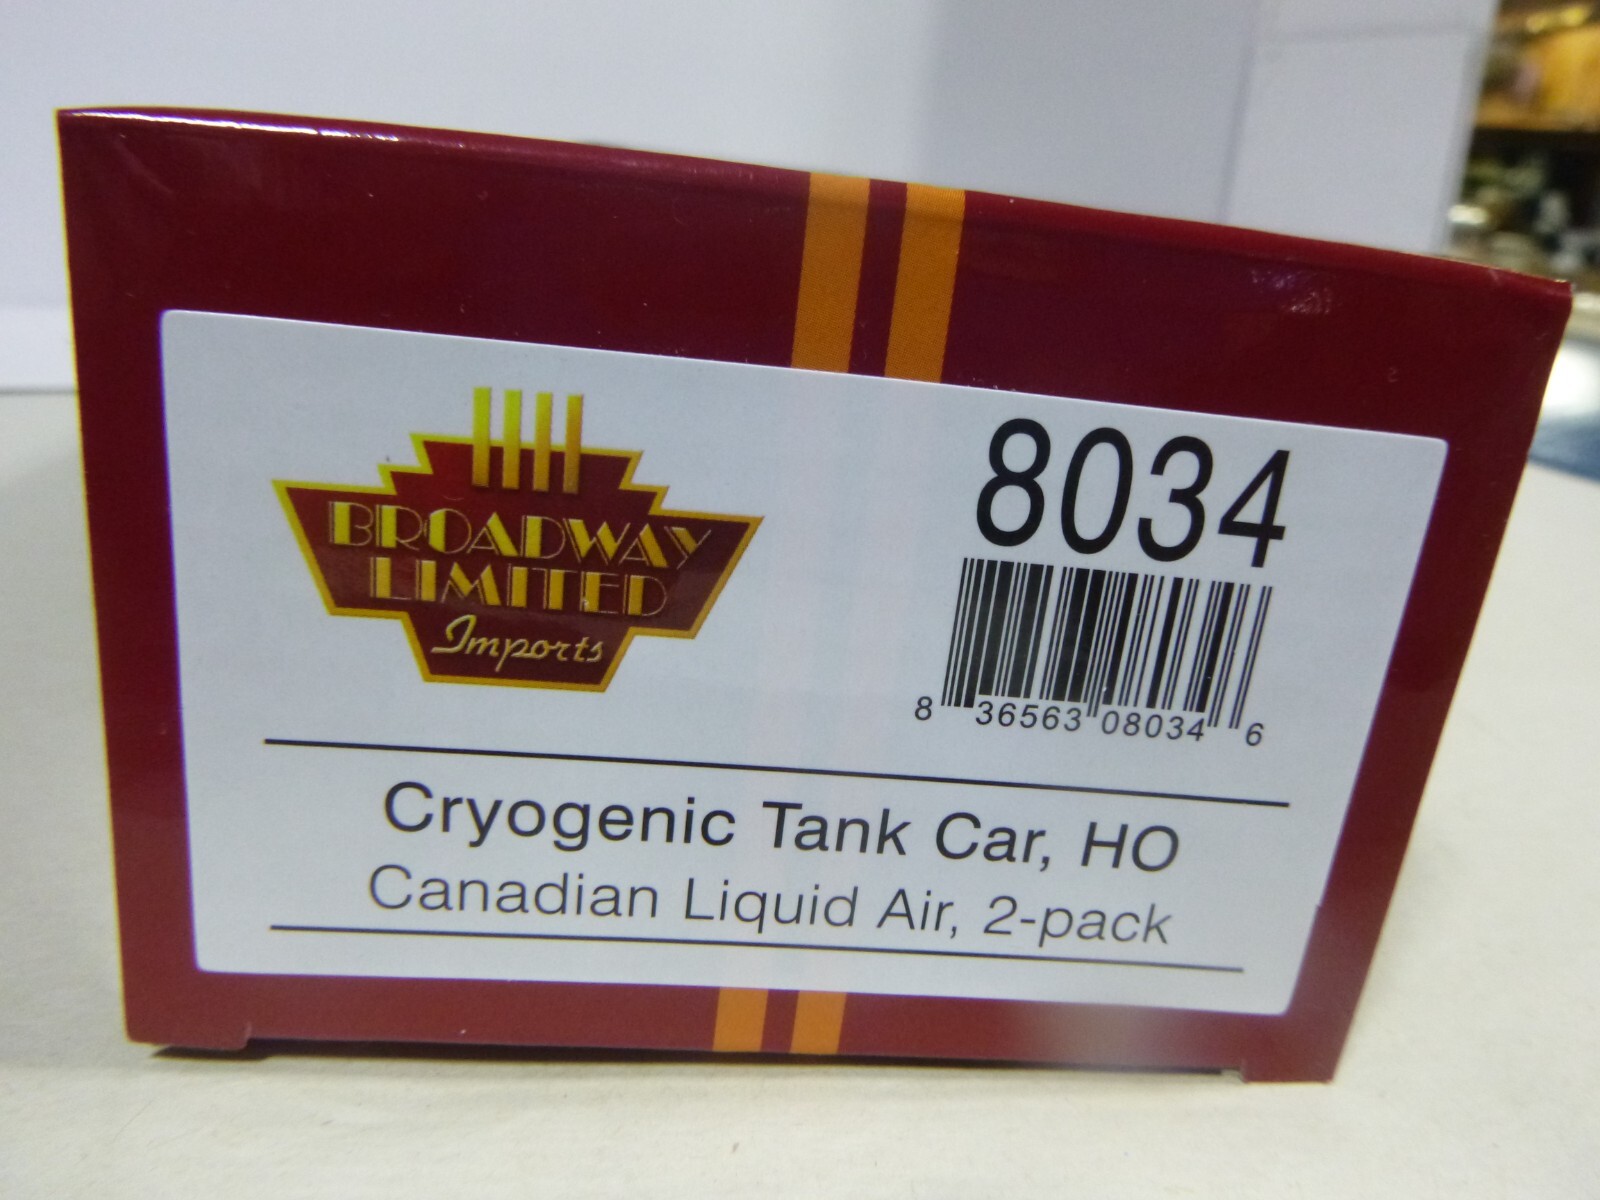 BROADWAY
LIMITED
Imports
8034
8 36563 08034 6
Cryogenic Tank Car, HO
Canadian Liquid Air, 2-pack